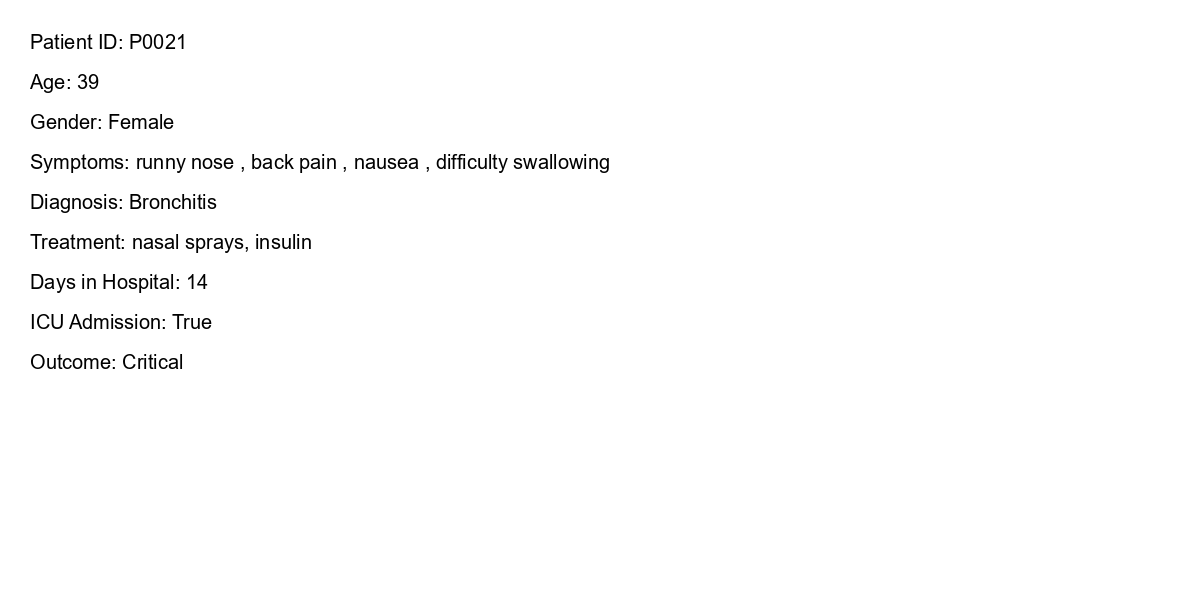 Patient ID: P0021
Age: 39
Gender: Female
Symptoms: runny nose , back pain , nausea , difficulty swallowing
Diagnosis: Bronchitis
Treatment: nasal sprays, insulin
Days in Hospital: 14
ICU Admission: True
Outcome: Critical